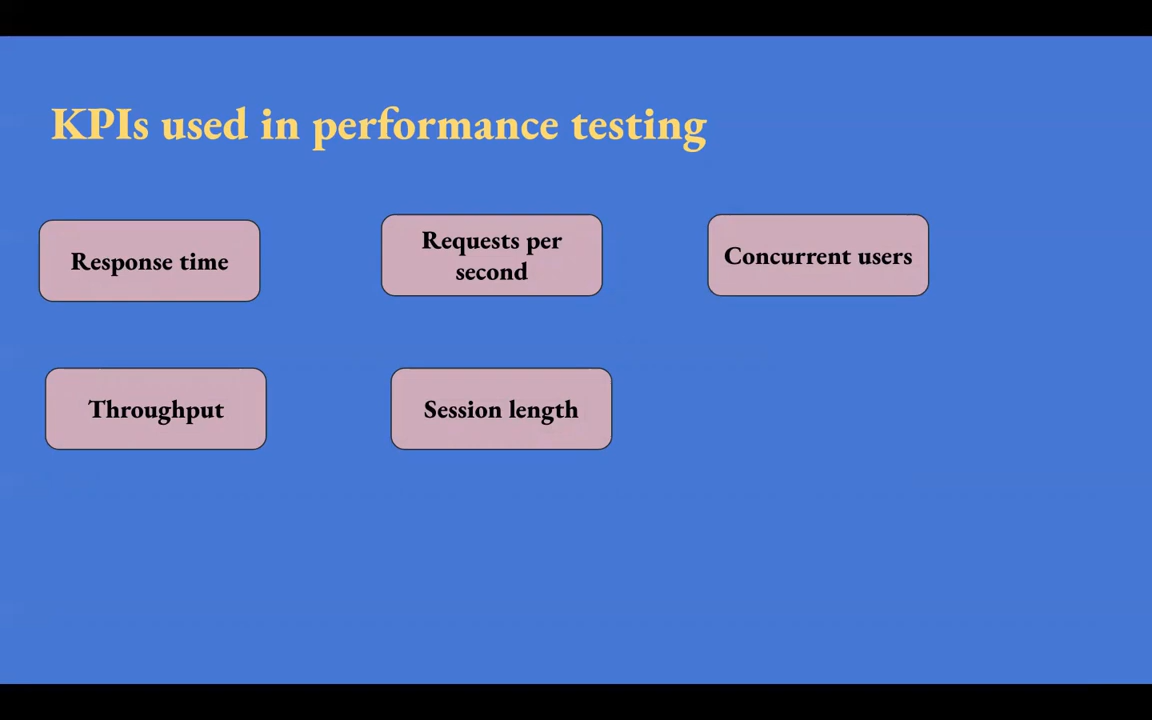 KPIs used in performance testing
Response time
Requests per
second
Concurrent users
Throughput
Session length